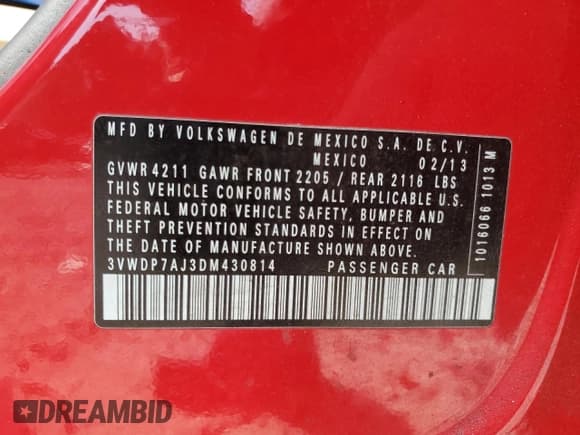 MFD BY VOLKSWAGEN DE MEXICO S.A. DE C.V.
MEXICO 02/13
GVWR 4211 GAWR FRONT 2205 / REAR 2116 LBS
THIS VEHICLE CONFORMS TO ALL APPLICABLE U.S.
FEDERAL MOTOR VEHICLE SAFETY, BUMPER AND
THEFT PREVENTION STANDARDS IN EFFECT ON
THE DATE OF MANUFACTURE SHOWN ABOVE.
3VWDP7AJ3DM430814 PASSENGER CAR
1016066 1013 M
DREAMBID